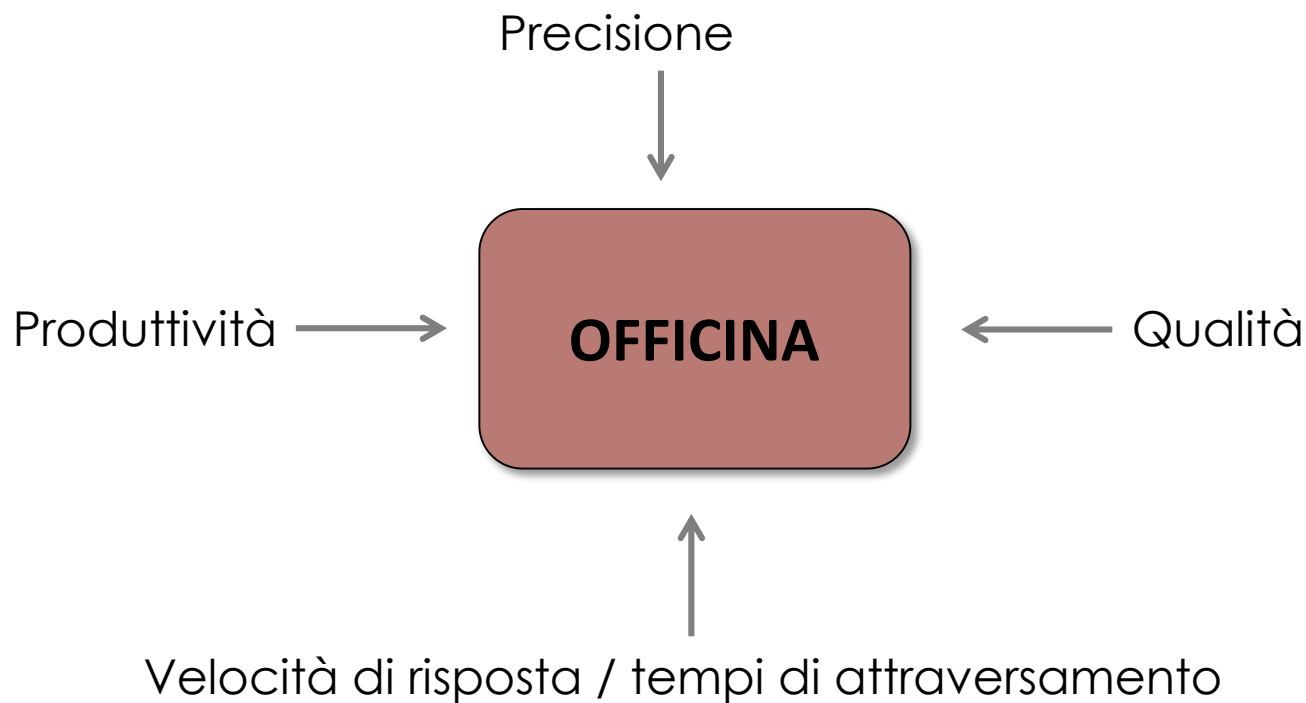 Precisione
Produttività
OFFICINA
Qualità
Velocità di risposta / tempi di attraversamento